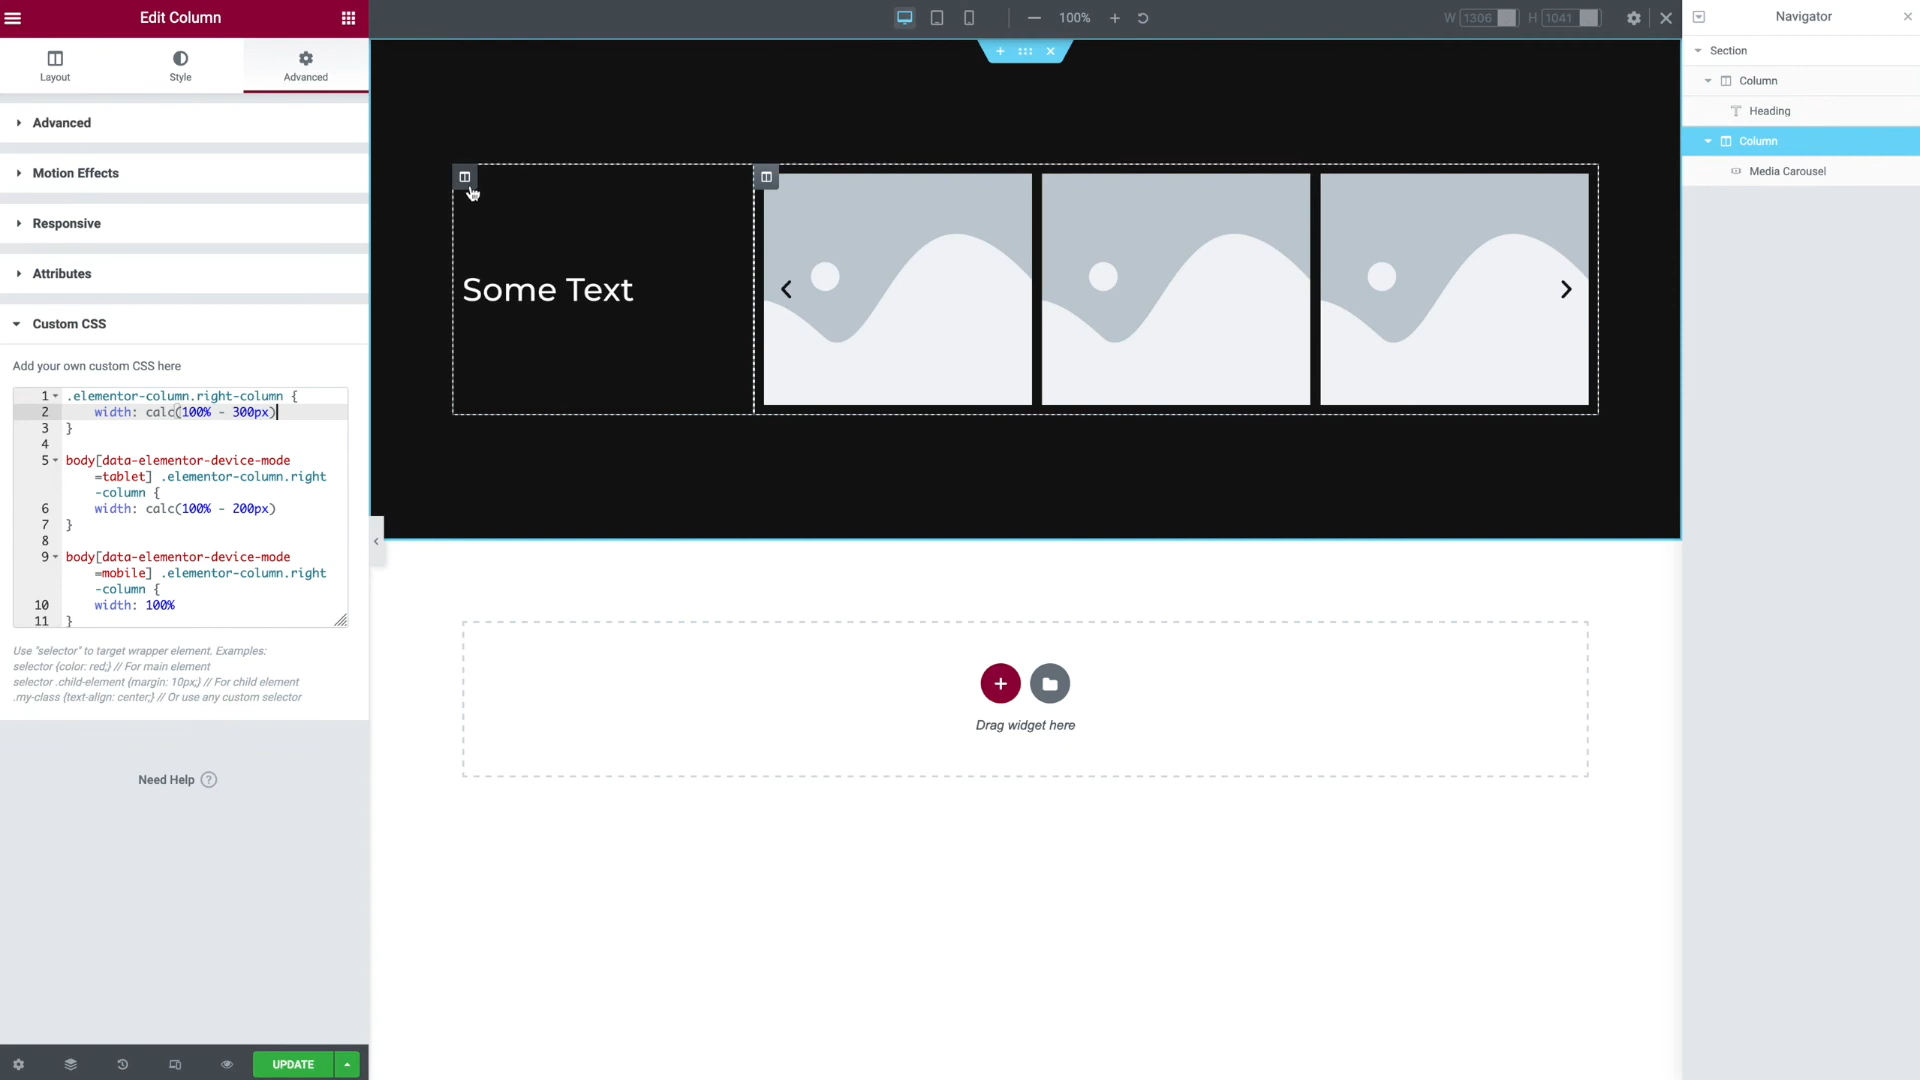 Edit Column
100%
W 1306 H 1041
Navigator
Layout
Style
Advanced
Advanced
Motion Effects
Responsive
Attributes
Custom CSS
Add your own custom CSS here
1 .elementor-column.right-column {
2 width: calc(100% - 300px)
3 }
4
5 body[data-elementor-device-mode
=tablet] .elementor-column.right
-column {
6 width: calc(100% - 200px)
7 }
8
9 body[data-elementor-device-mode
=mobile] .elementor-column.right
-column {
10 width: 100%
11 }
Use "selector" to target wrapper element. Examples:
selector {color: red;} // For main element
selector .child-element {margin: 10px;} // For child element
.my-class {text-align: center;} // Or use any custom selector
Need Help ?
UPDATE
Some Text
Drag widget here
Section
Column
Heading
Column
Media Carousel